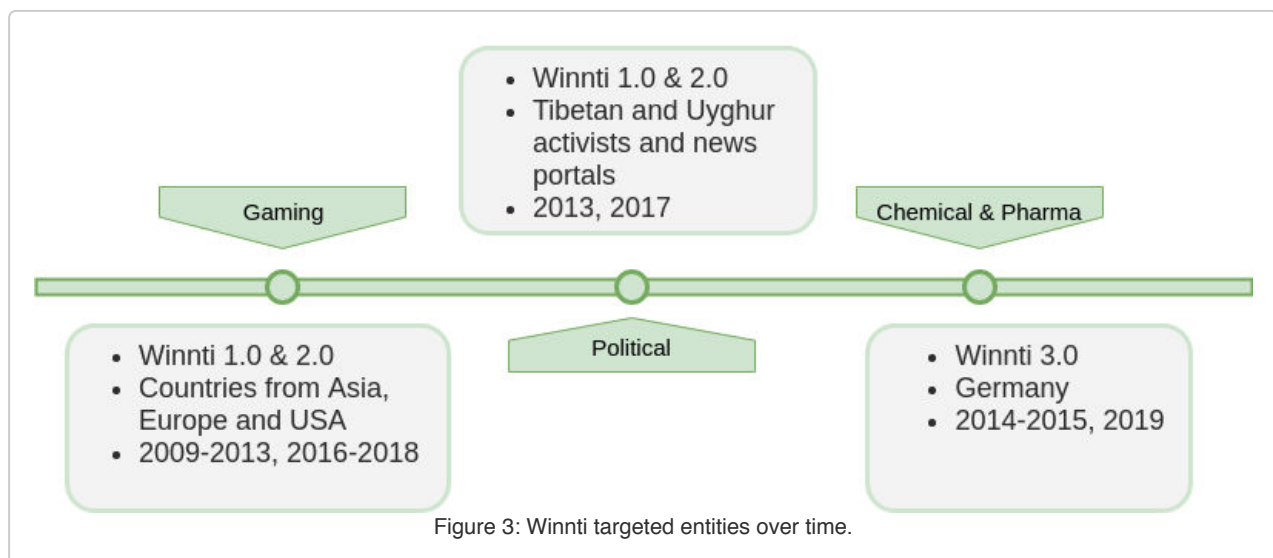 Gaming
• Winnti 1.0 & 2.0
• Countries from Asia,
Europe and USA
• 2009-2013, 2016-2018
• Winnti 1.0 & 2.0
• Tibetan and Uyghur
activists and news
portals
• 2013, 2017
Political
Chemical & Pharma
• Winnti 3.0
• Germany
• 2014-2015, 2019
Figure 3: Winnti targeted entities over time.